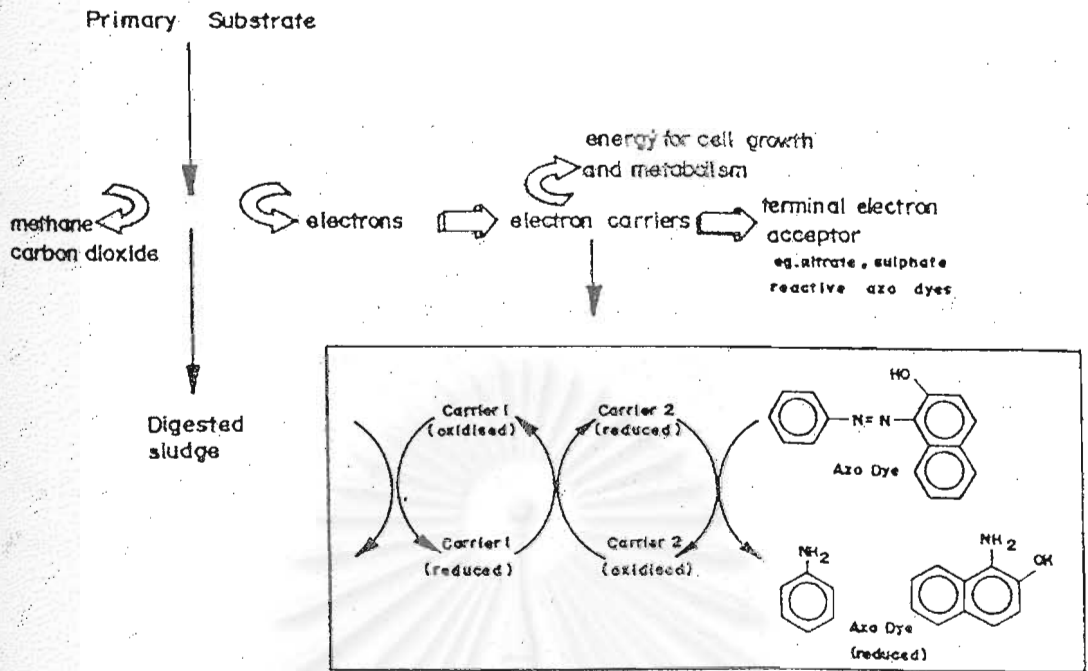 Primary Substrate
energy for cell growth
and metabolism
methane
carbon dioxide
electrons
electron carriers
terminal electron
acceptor
eg. nitrate, sulphate
reactive azo dyes
Digested
sludge
Carrier 1
(oxidised)
Carrier 2
(reduced)
HO
N=N
Azo Dye
Carrier 1
(reduced)
Carrier 2
(oxidised)
NH2
NH2
OH
Azo Dye
(reduced)